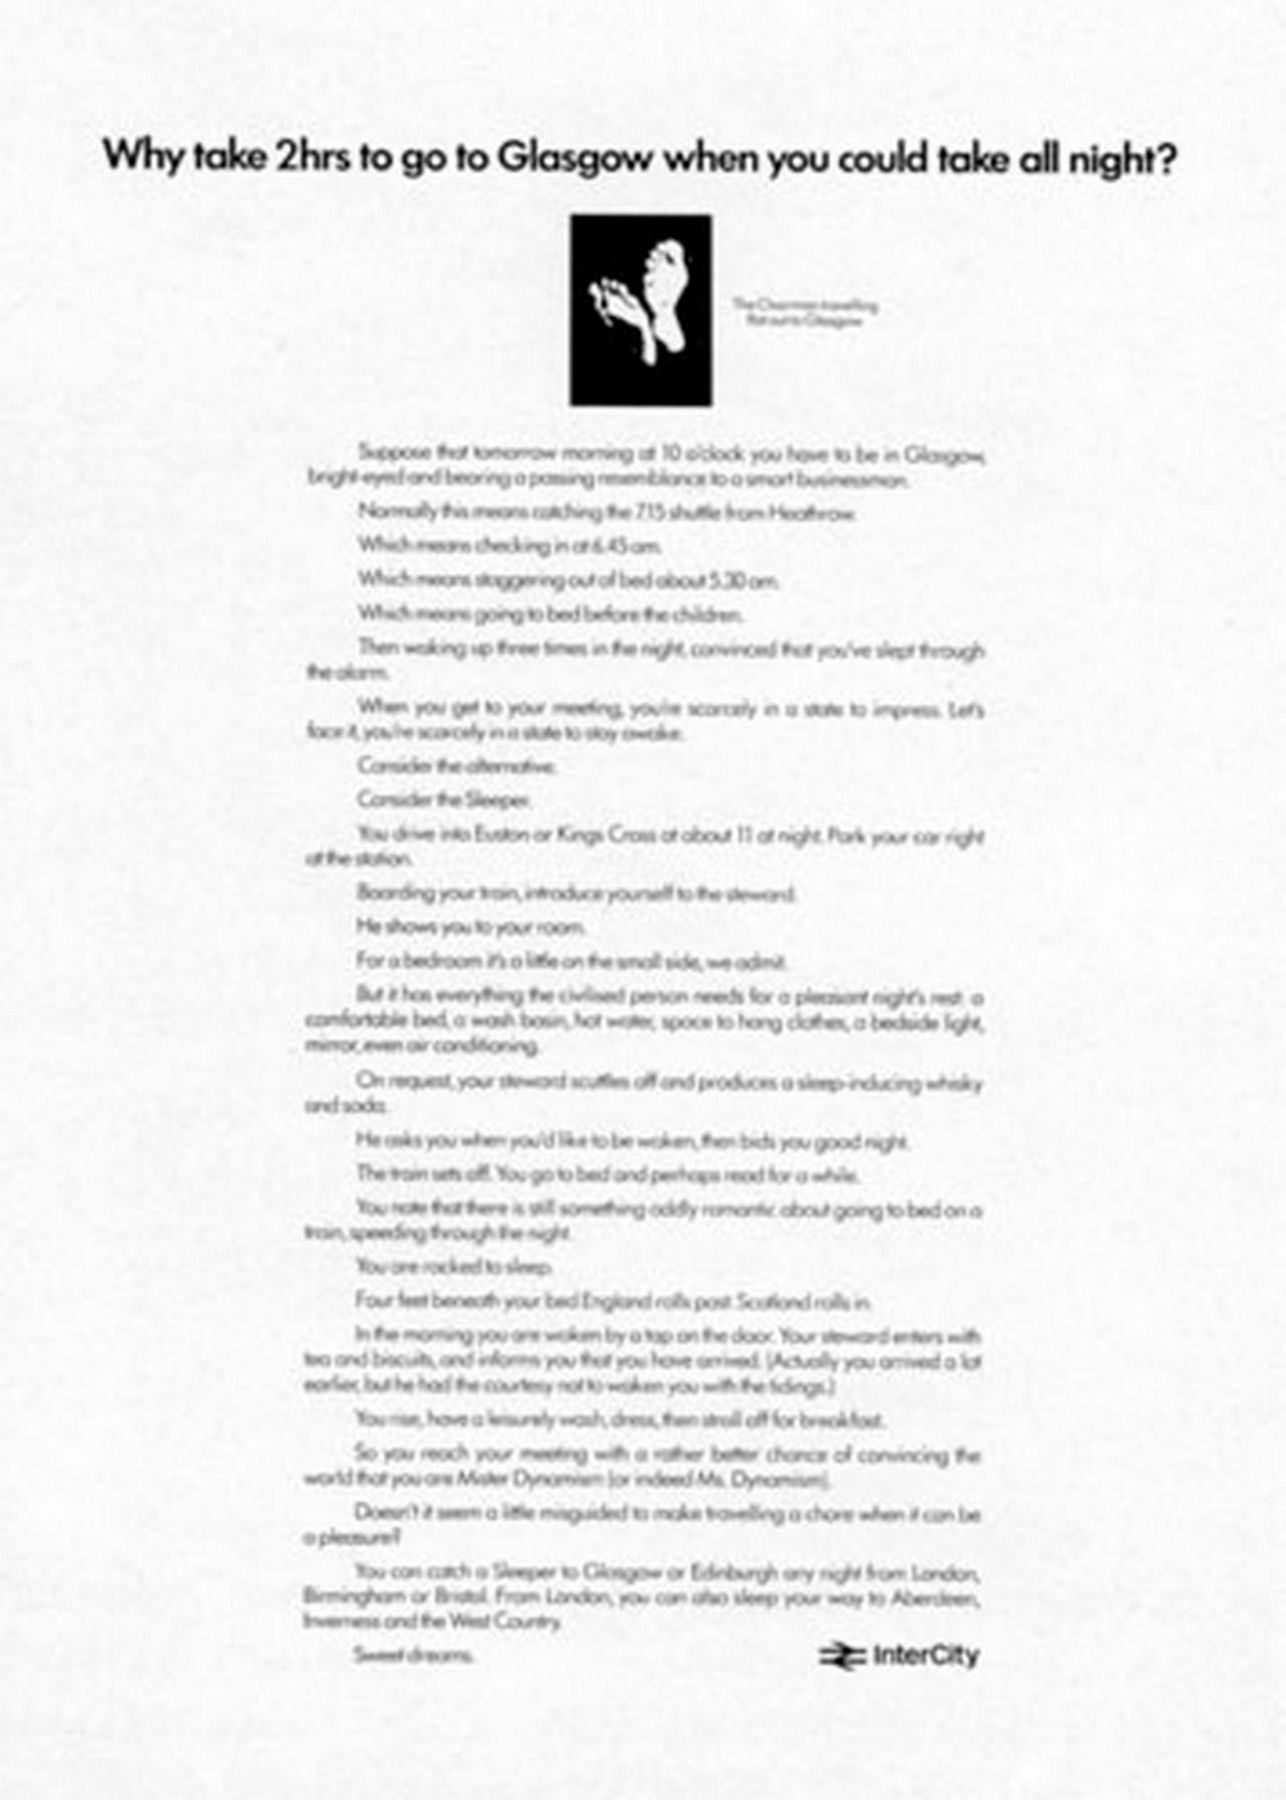 Why take 2hrs to go to Glasgow when you could take all night?
The Chairman travelling
flat out to Glasgow
Suppose that tomorrow morning at 10 o'clock you have to be in Glasgow,
bright-eyed and bearing a passing resemblance to a smart businessman.
Normally this means catching the 7.15 shuttle from Heathrow.
Which means checking in at 6.45 am.
Which means staggering out of bed about 5.30 am.
Which means going to bed before the children.
Then waking up three times in the night, convinced that you've slept through
the alarm.
When you get to your meeting, you're scarcely in a state to impress. Let's
face it, you're scarcely in a state to stay awake.
Consider the alternative.
Consider the Sleeper.
You drive into Euston or Kings Cross at about 11 at night. Park your car right
at the station.
Boarding your train, introduce yourself to the steward.
He shows you to your room.
For a bedroom it's a little on the small side, we admit.
But it has everything the civilised person needs for a pleasant night's rest: a
comfortable bed, a wash basin, hot water, space to hang clothes, a bedside light,
mirror, even air conditioning.
On request, your steward scuttles off and produces a sleep-inducing whisky
and soda.
He asks you when you'd like to be woken, then bids you good night.
The train sets off. You go to bed and perhaps read for a while.
You note that there is still something oddly romantic about going to bed on a
train, speeding through the night.
You are rocked to sleep.
Four feet beneath your bed England rolls past. Scotland rolls in.
In the morning you are woken by a tap on the door. Your steward enters with
tea and biscuits, and informs you that you have arrived. (Actually you arrived a lot
earlier, but he had the courtesy not to waken you with the tidings.)
You rise, have a leisurely wash, dress, then stroll off for breakfast.
So you reach your meeting with a rather better chance of convincing the
world that you are Mister Dynamism (or indeed Ms. Dynamism).
Doesn't it seem a little misguided to make travelling a chore when it can be
a pleasure?
You can catch a Sleeper to Glasgow or Edinburgh any night from London,
Birmingham or Bristol. From London, you can also sleep your way to Aberdeen,
Inverness and the West Country.
Sweet dreams.
InterCity